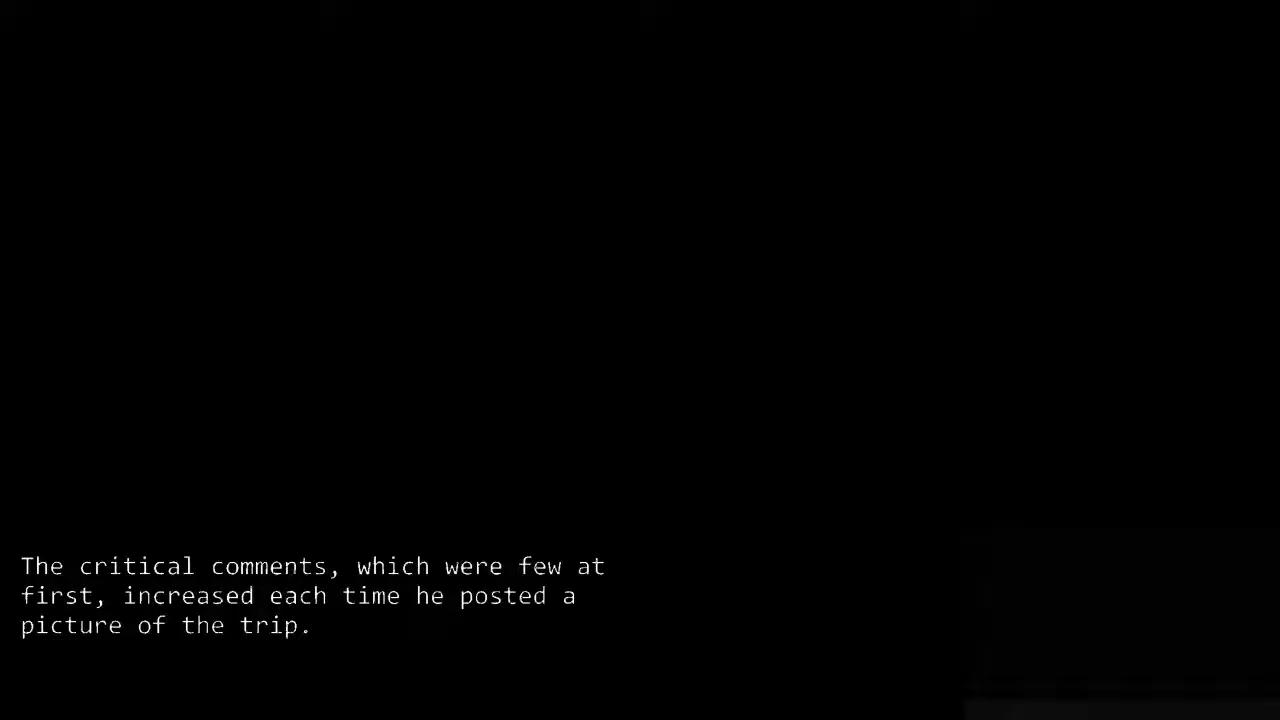 The critical comments, which were few at
first, increased each time he posted a
picture of the trip.